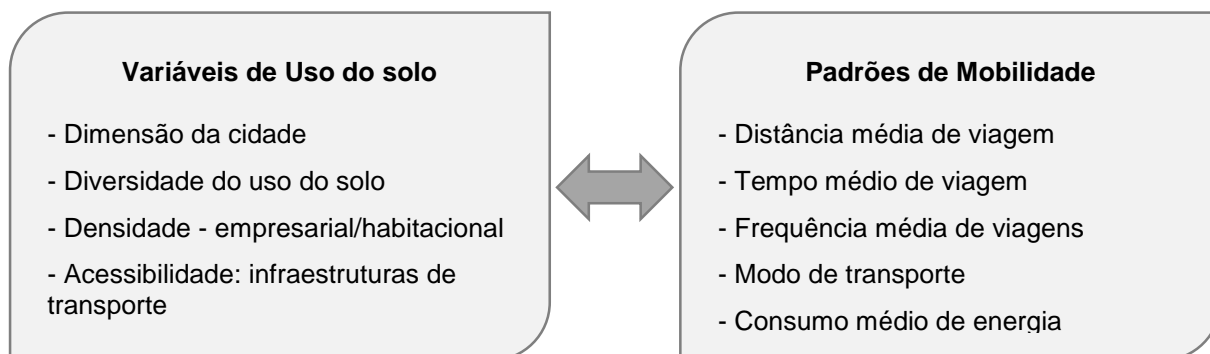 Variáveis de Uso do solo
- Dimensão da cidade
- Diversidade do uso do solo
- Densidade - empresarial/habitacional
- Acessibilidade: infraestruturas de
transporte
Padrões de Mobilidade
- Distância média de viagem
- Tempo médio de viagem
- Frequência média de viagens
- Modo de transporte
- Consumo médio de energia